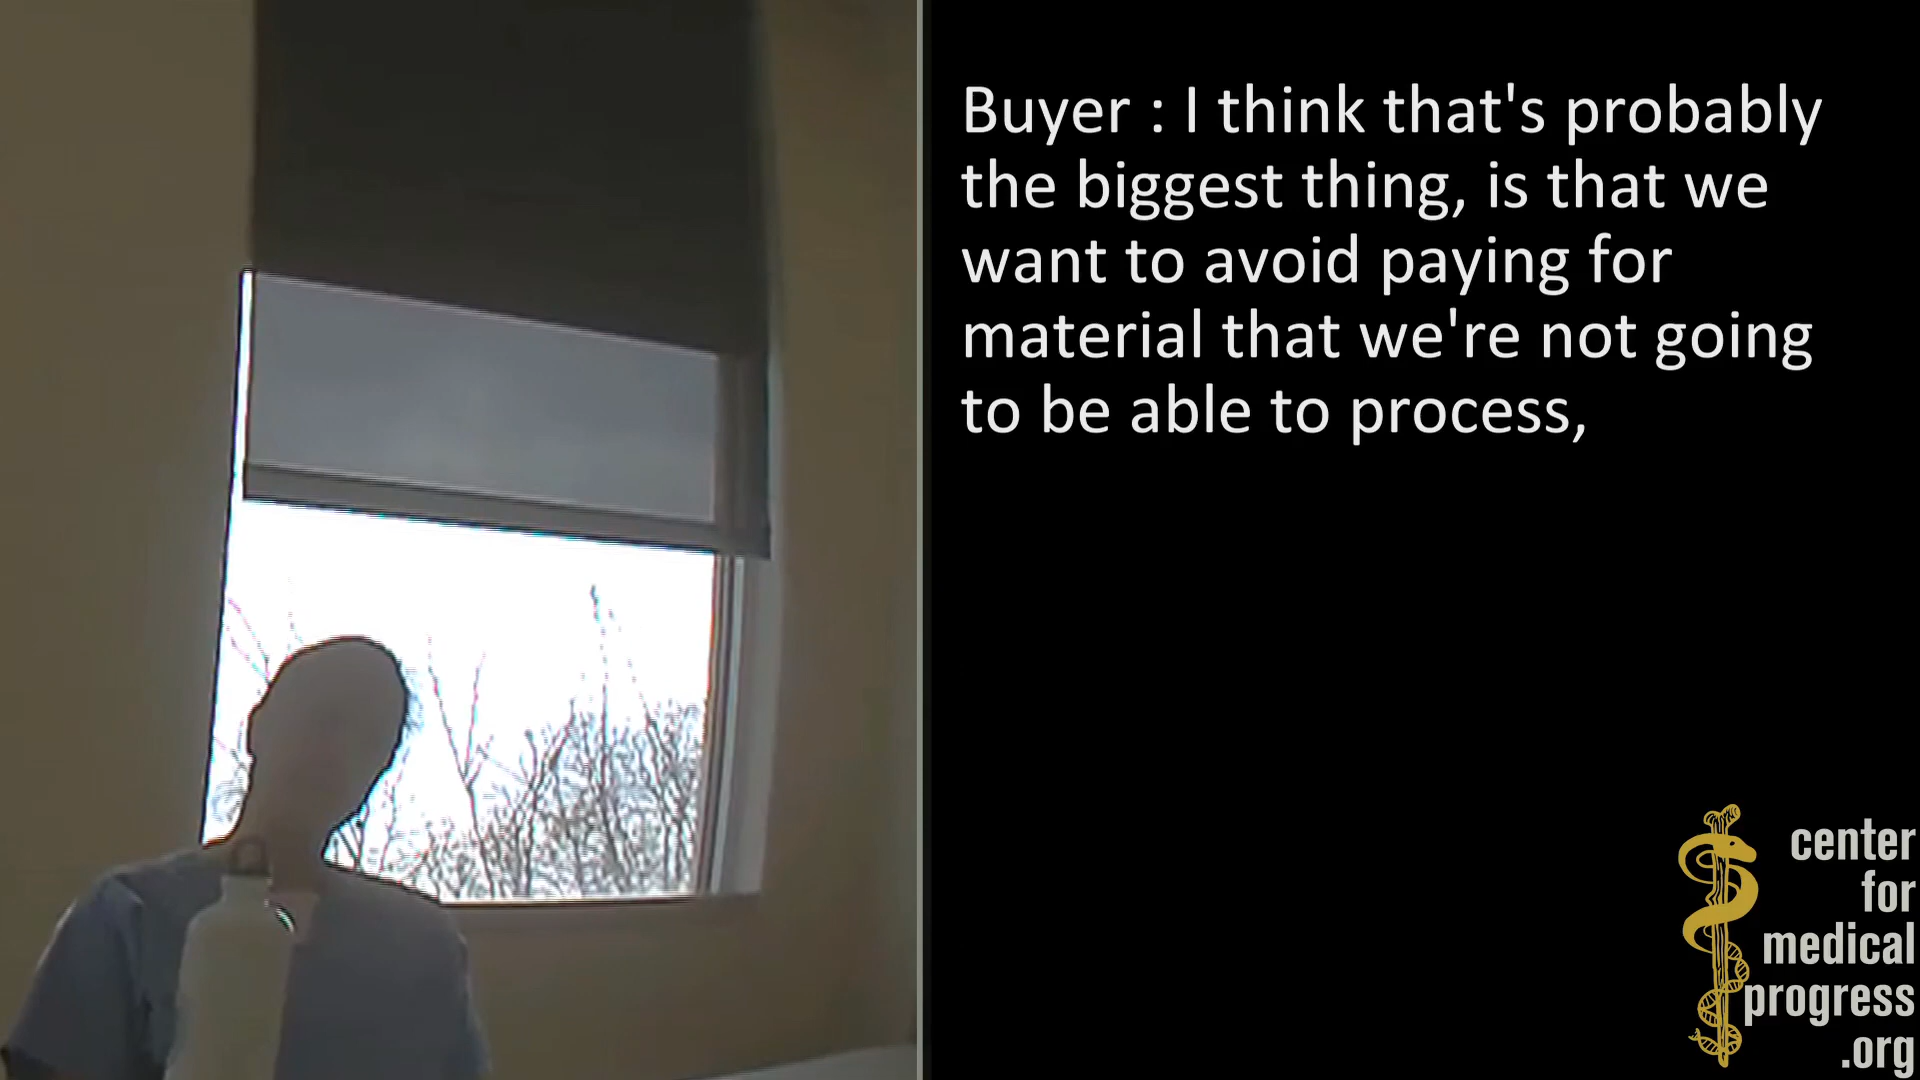 Buyer : I think that's probably
the biggest thing, is that we
want to avoid paying for
material that we're not going
to be able to process,
center
for
medical
progress
.org